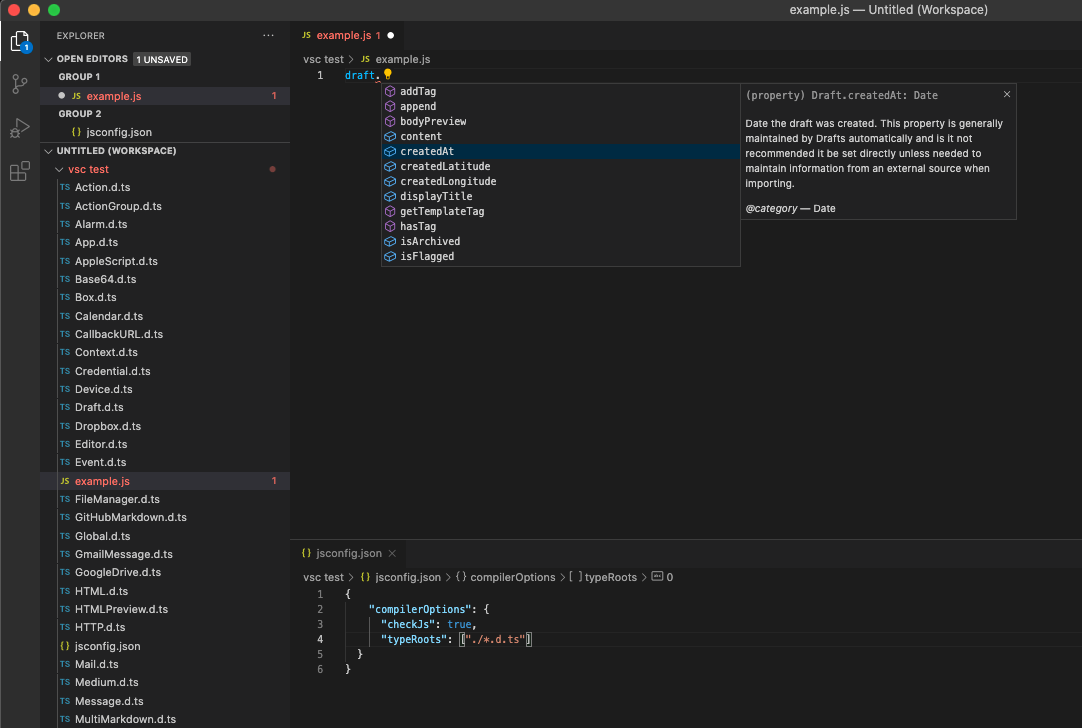 example.js — Untitled (Workspace)
EXPLORER
OPEN EDITORS 1 UNSAVED
GROUP 1
JS example.js 1
GROUP 2
{} jsconfig.json
UNTITLED (WORKSPACE)
vsc test
TS Action.d.ts
TS ActionGroup.d.ts
TS Alarm.d.ts
TS App.d.ts
TS AppleScript.d.ts
TS Base64.d.ts
TS Box.d.ts
TS Calendar.d.ts
TS CallbackURL.d.ts
TS Context.d.ts
TS Credential.d.ts
TS Device.d.ts
TS Draft.d.ts
TS Dropbox.d.ts
TS Editor.d.ts
TS Event.d.ts
JS example.js 1
TS FileManager.d.ts
TS GitHubMarkdown.d.ts
TS Global.d.ts
TS GmailMessage.d.ts
TS GoogleDrive.d.ts
TS HTML.d.ts
TS HTMLPreview.d.ts
TS HTTP.d.ts
{} jsconfig.json
TS Mail.d.ts
TS Medium.d.ts
TS Message.d.ts
TS MultiMarkdown.d.ts
1
JS example.js 1
vsc test > JS example.js
1 draft.
addTag
append
bodyPreview
content
createdAt
createdLatitude
createdLongitude
displayTitle
getTemplateTag
hasTag
isArchived
isFlagged
(property) Draft.createdAt: Date
Date the draft was created. This property is generally
maintained by Drafts automatically and is it not
recommended it be set directly unless needed to
maintain information from an external source when
importing.
@category — Date
{} jsconfig.json
vsc test > {} jsconfig.json > {} compilerOptions > [ ] typeRoots > 0
1 {
2 "compilerOptions": {
3 "checkJs": true,
4 "typeRoots": ["./*.d.ts"]
5 }
6 }